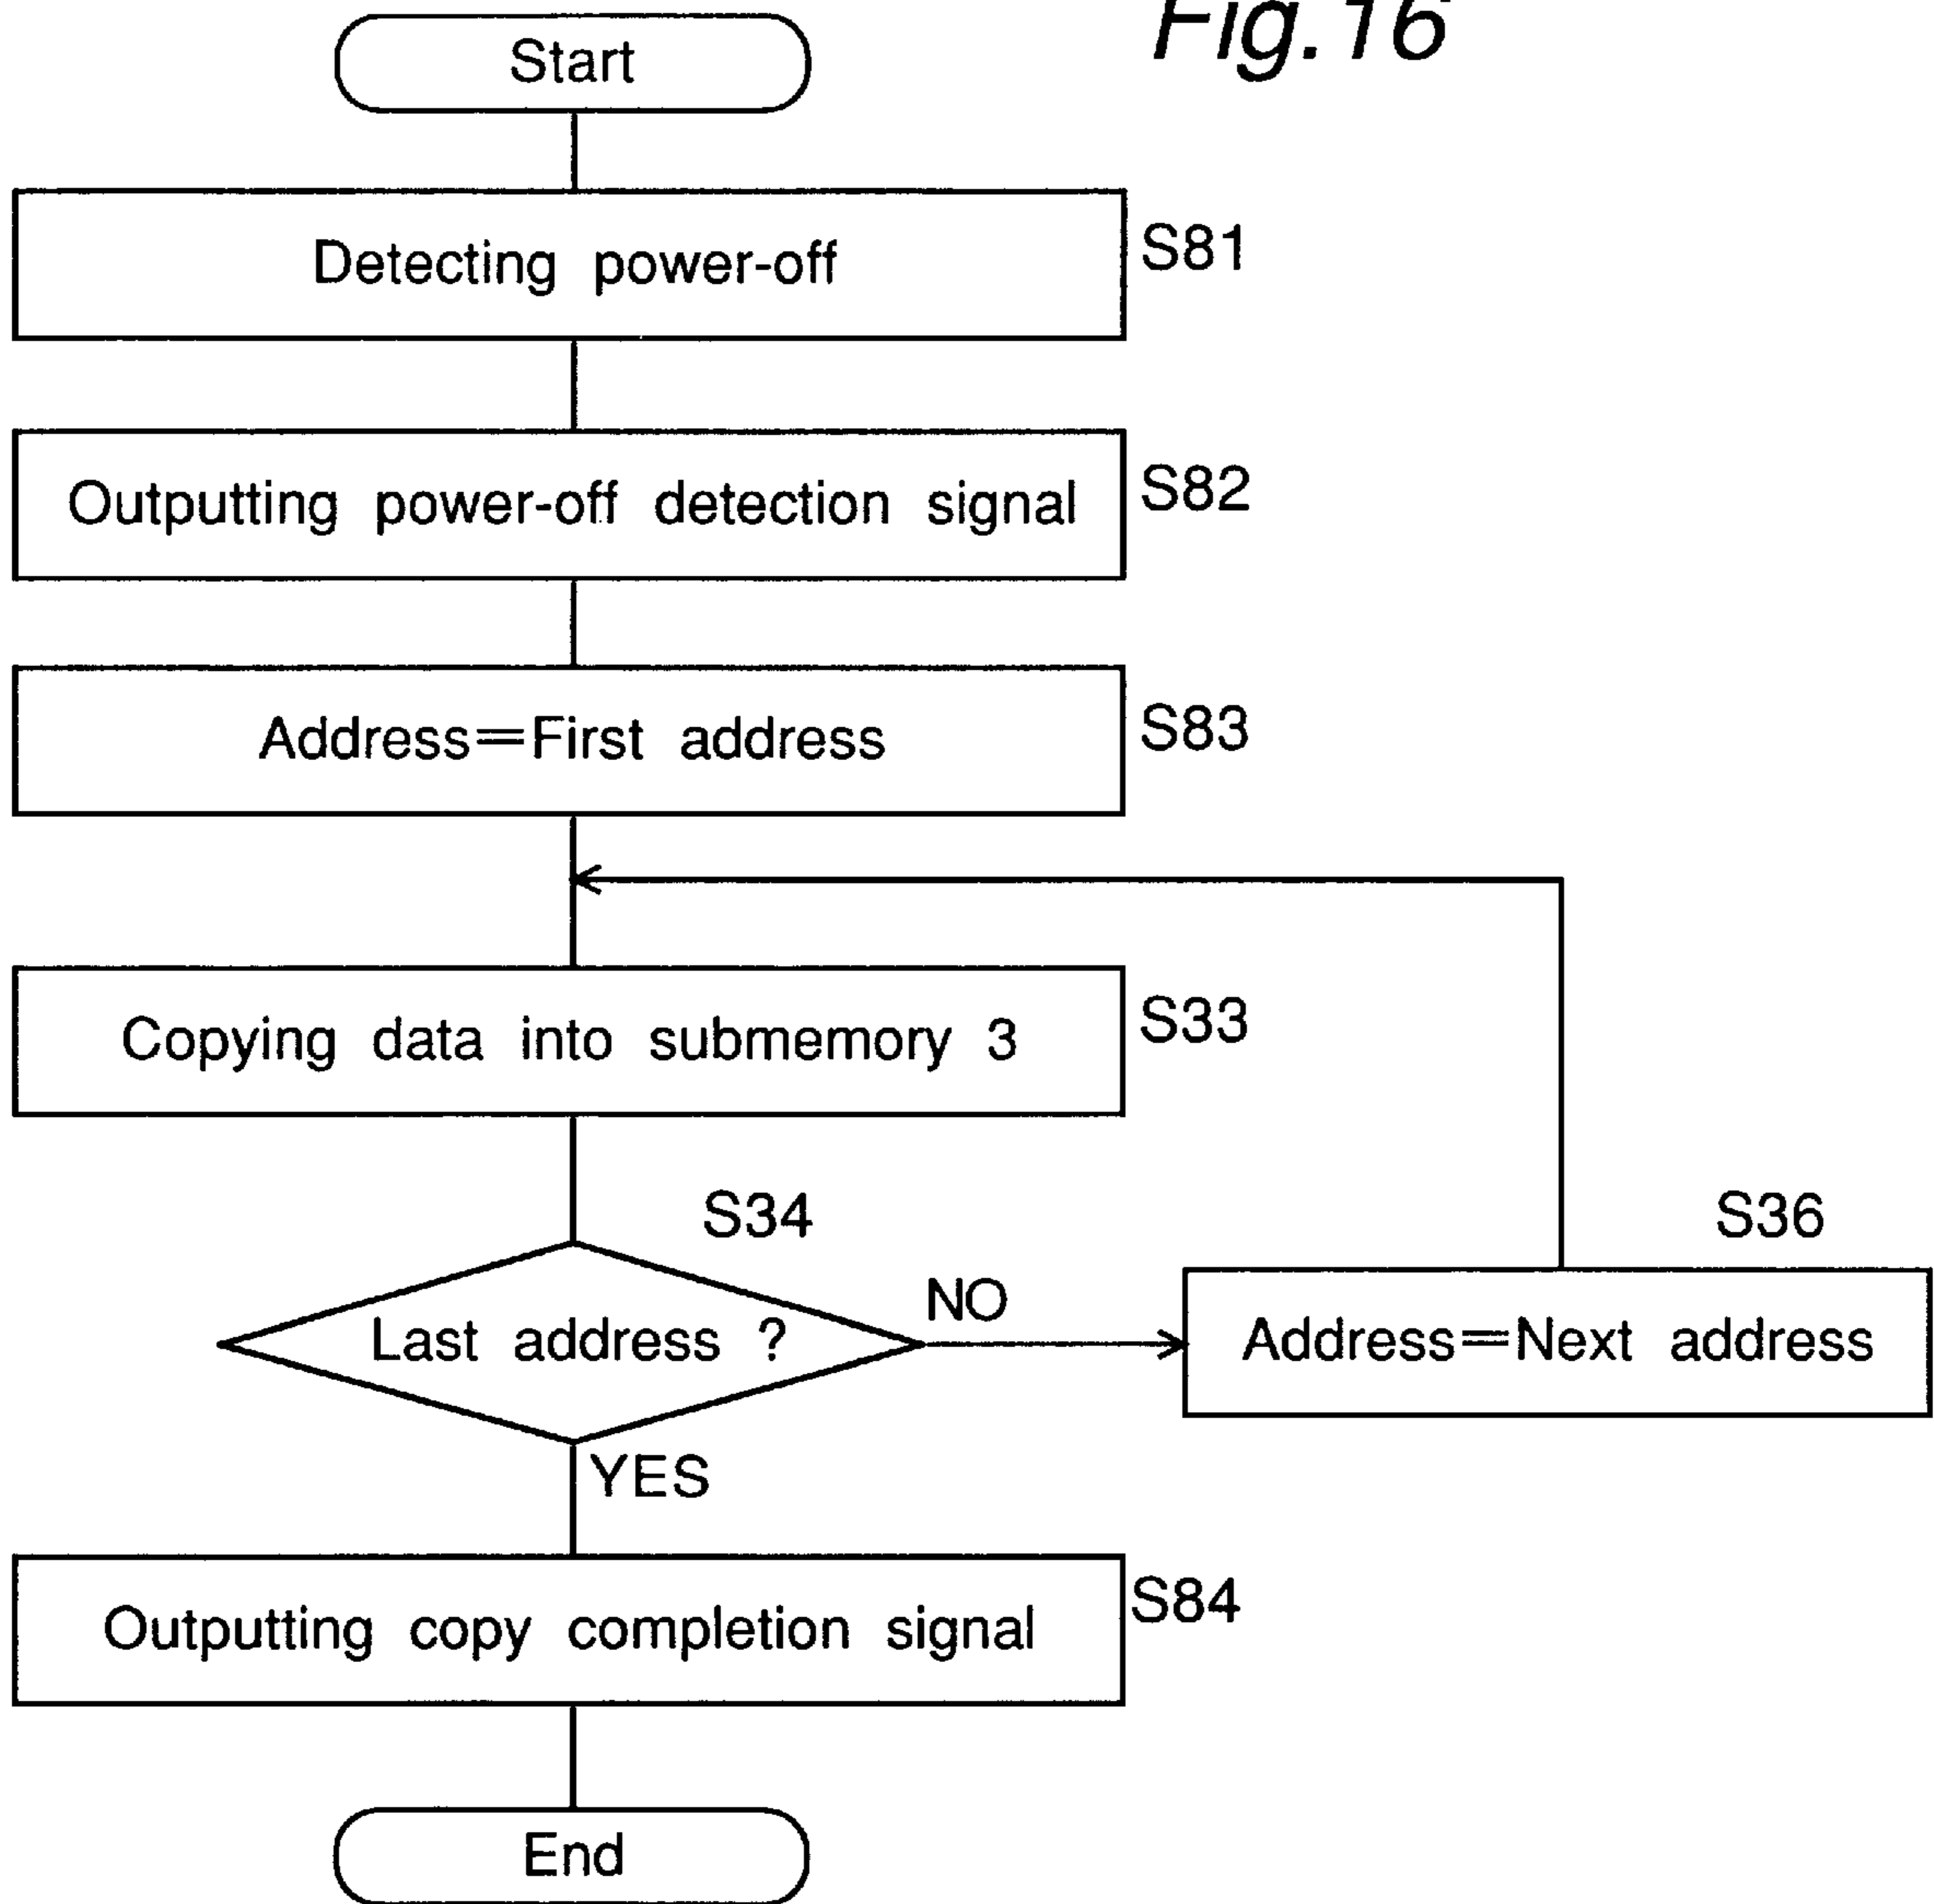 Fig.16
Start
Detecting power-off
S81
Outputting power-off detection signal
S82
Address=First address
S83
Copying data into submemory 3
S33
S34
Last address ?
NO
S36
Address=Next address
YES
Outputting copy completion signal
S84
End